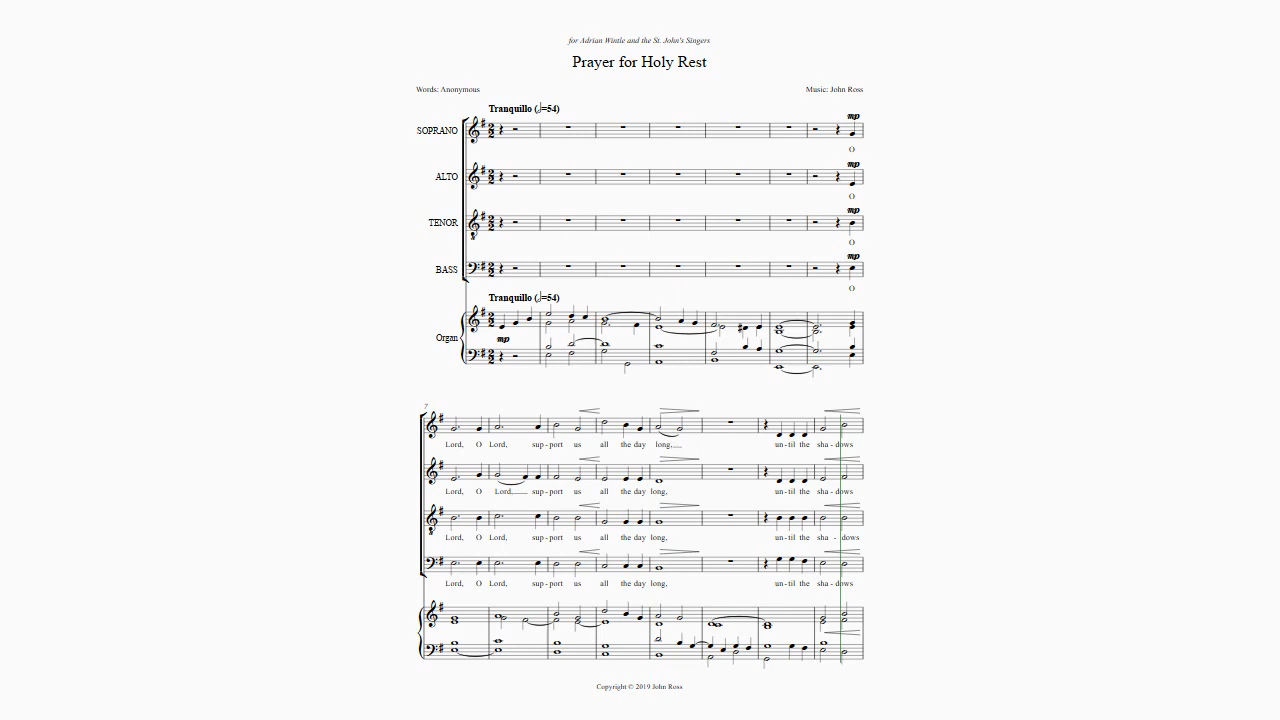 for Adrian Wintle and the St. John's Singers
Prayer for Holy Rest
Words: Anonymous
Music: John Ross
Tranquillo (𝅗𝅥=54)
SOPRANO
mp
O
ALTO
mp
O
TENOR
mp
O
BASS
mp
O
Tranquillo (𝅗𝅥=54)
Organ
mp
7
Lord, O Lord, sup - port us all the day long, un - til the sha - dows
Lord, O Lord, sup - port us all the day long, un - til the sha - dows
Lord, O Lord, sup - port us all the day long, un - til the sha - dows
Lord, O Lord, sup - port us all the day long, un - til the sha - dows
Copyright © 2019 John Ross